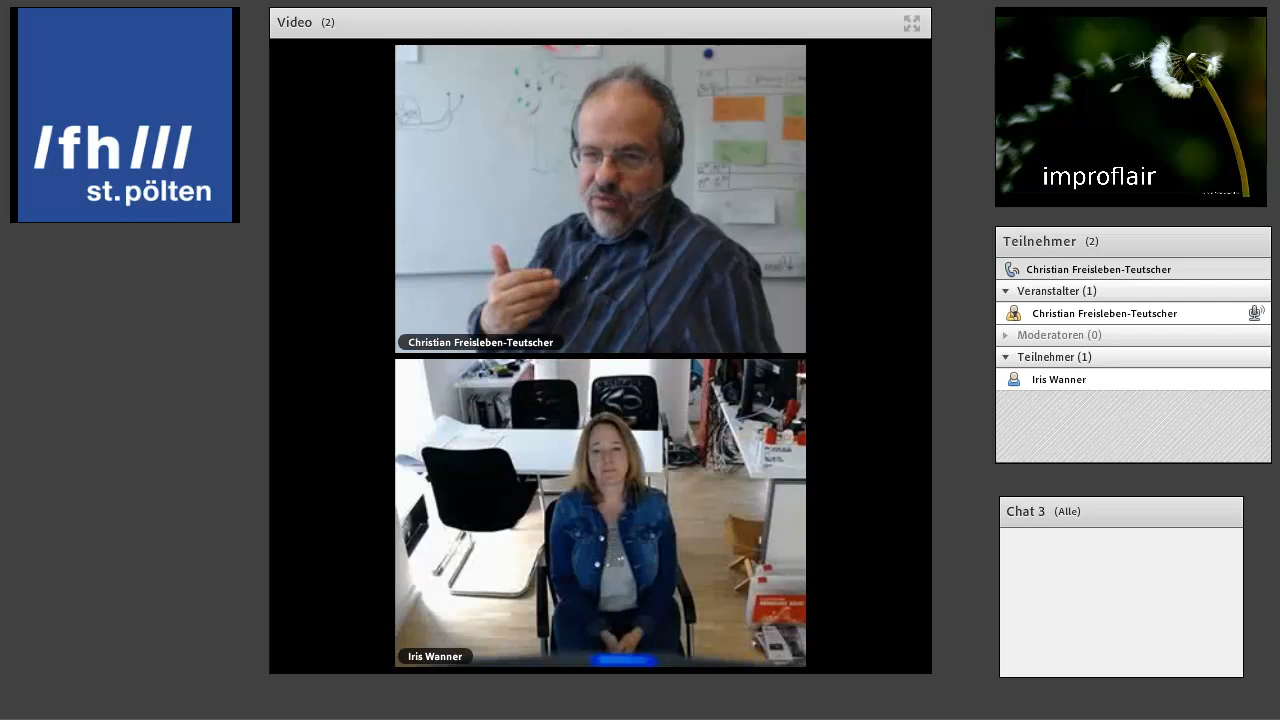 /fh///
st.pölten
Video (2)
Christian Freisleben-Teutscher
Iris Wanner
improflair
Teilnehmer (2)
Christian Freisleben-Teutscher
Veranstalter (1)
Christian Freisleben-Teutscher
Moderatoren (0)
Teilnehmer (1)
Iris Wanner
Chat 3 (Alle)